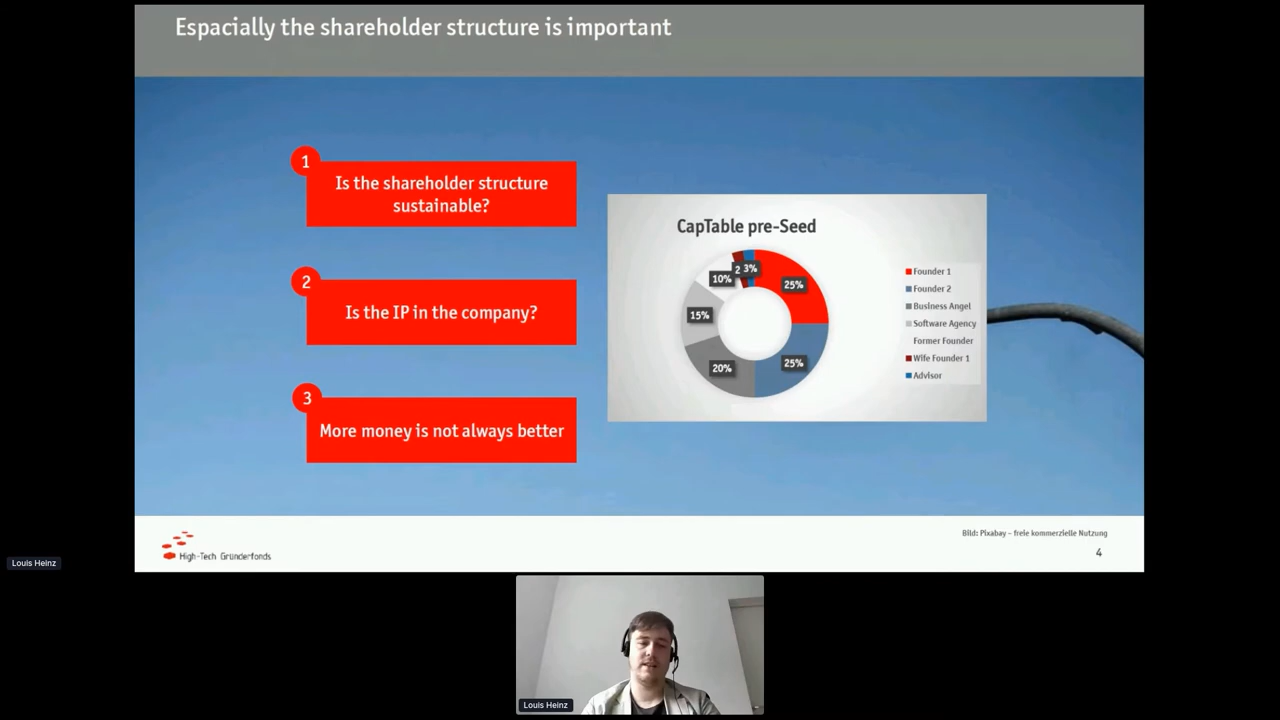 Espacially the shareholder structure is important
1
Is the shareholder structure
sustainable?
2
Is the IP in the company?
3
More money is not always better
CapTable pre-Seed
25%
25%
20%
15%
10%
2
3%
Founder 1
Founder 2
Business Angel
Software Agency
Former Founder
Wife Founder 1
Advisor
High-Tech Gründerfonds
Bild: Pixabay – freie kommerzielle Nutzung
4
Louis Heinz
Louis Heinz